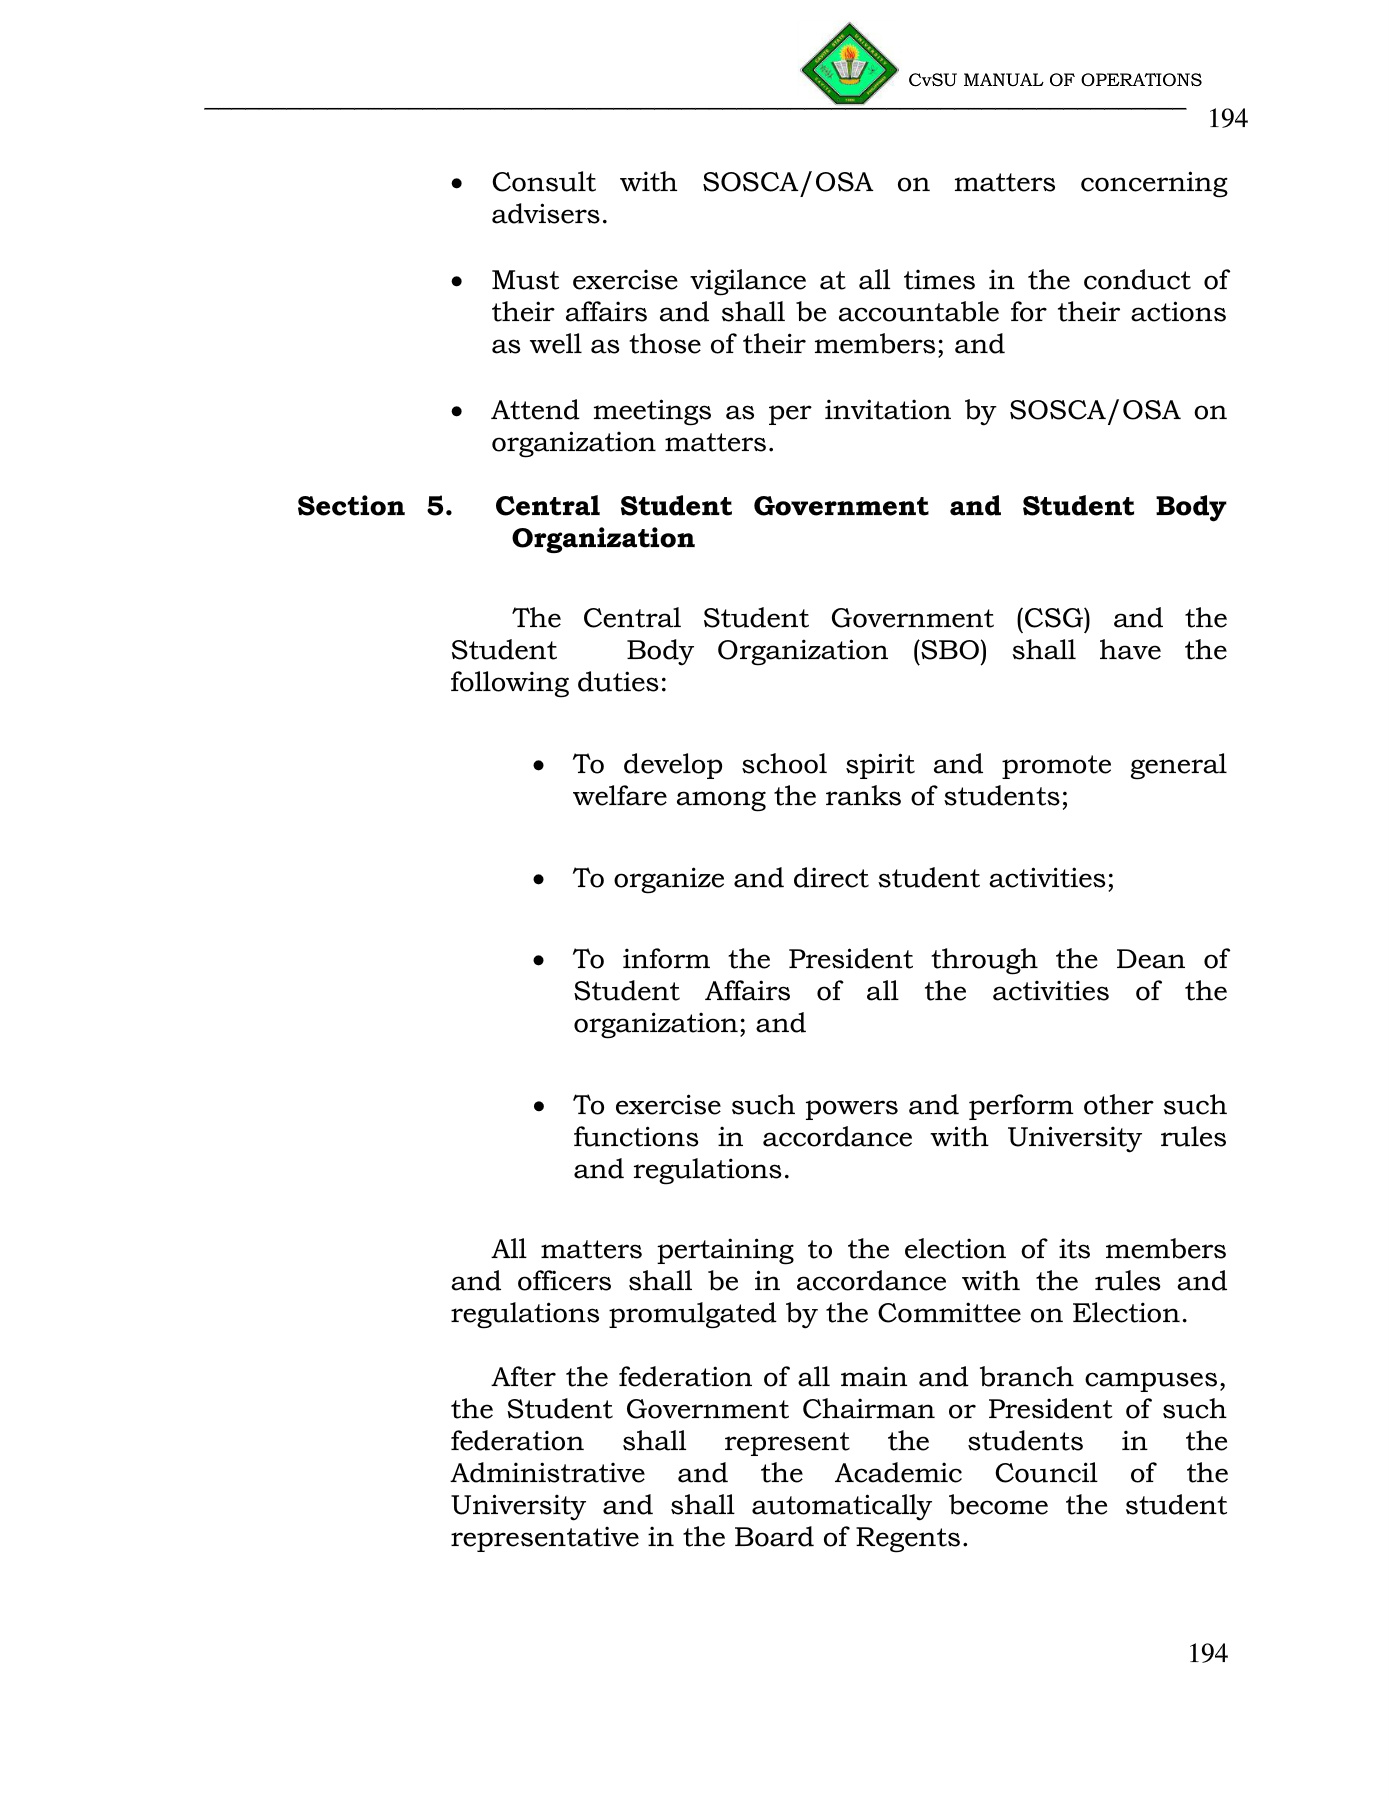 CvSU MANUAL OF OPERATIONS
194
• Consult with SOSCA/OSA on matters concerning
advisers.
• Must exercise vigilance at all times in the conduct of
their affairs and shall be accountable for their actions
as well as those of their members; and
• Attend meetings as per invitation by SOSCA/OSA on
organization matters.
Section 5. Central Student Government and Student Body
Organization
The Central Student Government (CSG) and the
Student Body Organization (SBO) shall have the
following duties:
• To develop school spirit and promote general
welfare among the ranks of students;
• To organize and direct student activities;
• To inform the President through the Dean of
Student Affairs of all the activities of the
organization; and
• To exercise such powers and perform other such
functions in accordance with University rules
and regulations.
All matters pertaining to the election of its members
and officers shall be in accordance with the rules and
regulations promulgated by the Committee on Election.
After the federation of all main and branch campuses,
the Student Government Chairman or President of such
federation shall represent the students in the
Administrative and the Academic Council of the
University and shall automatically become the student
representative in the Board of Regents.
194